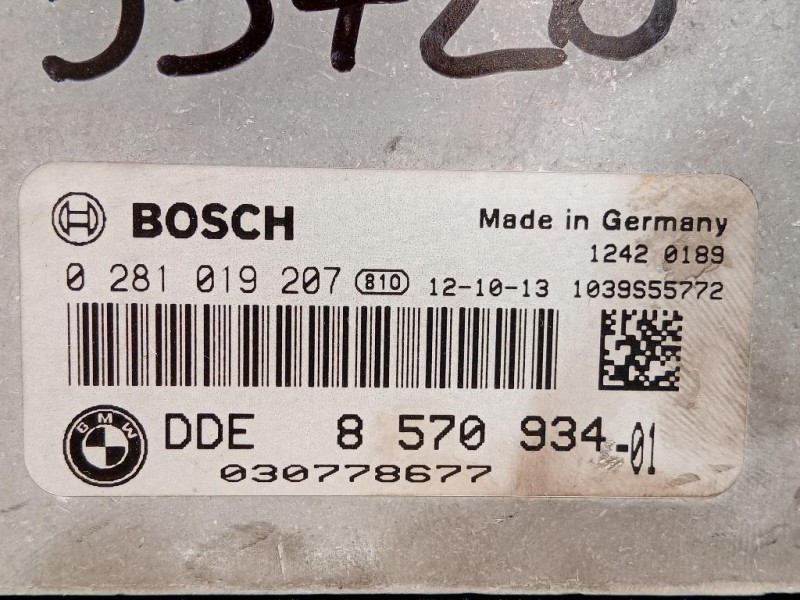 BOSCH
Made in Germany
1242 0189
0 281 019 207 810 12-10-13 1039S55772
BMW DDE 8 570 934-01
030778677